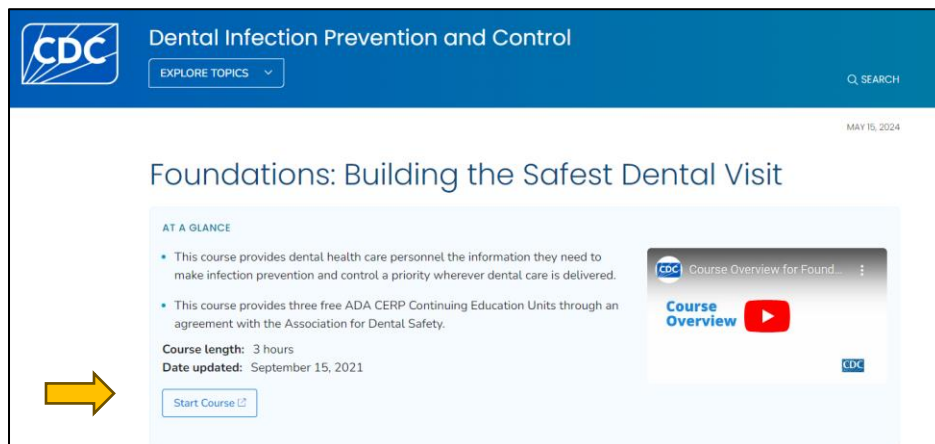 CDC
Dental Infection Prevention and Control
EXPLORE TOPICS
SEARCH
MAY 15, 2024
Foundations: Building the Safest Dental Visit
AT A GLANCE
• This course provides dental health care personnel the information they need to
make infection prevention and control a priority wherever dental care is delivered.
• This course provides three free ADA CERP Continuing Education Units through an
agreement with the Association for Dental Safety.
Course length: 3 hours
Date updated: September 15, 2021
Start Course
CDC
Course Overview for Found...
Course
Overview
CDC